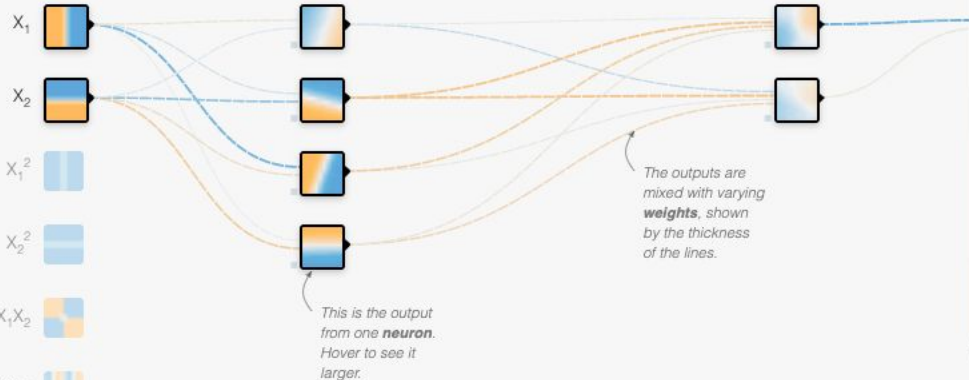 X₁
X₂
X₁²
X₂²
X₁X₂
The outputs are
mixed with varying
weights, shown
by the thickness
of the lines.
This is the output
from one neuron.
Hover to see it
larger.